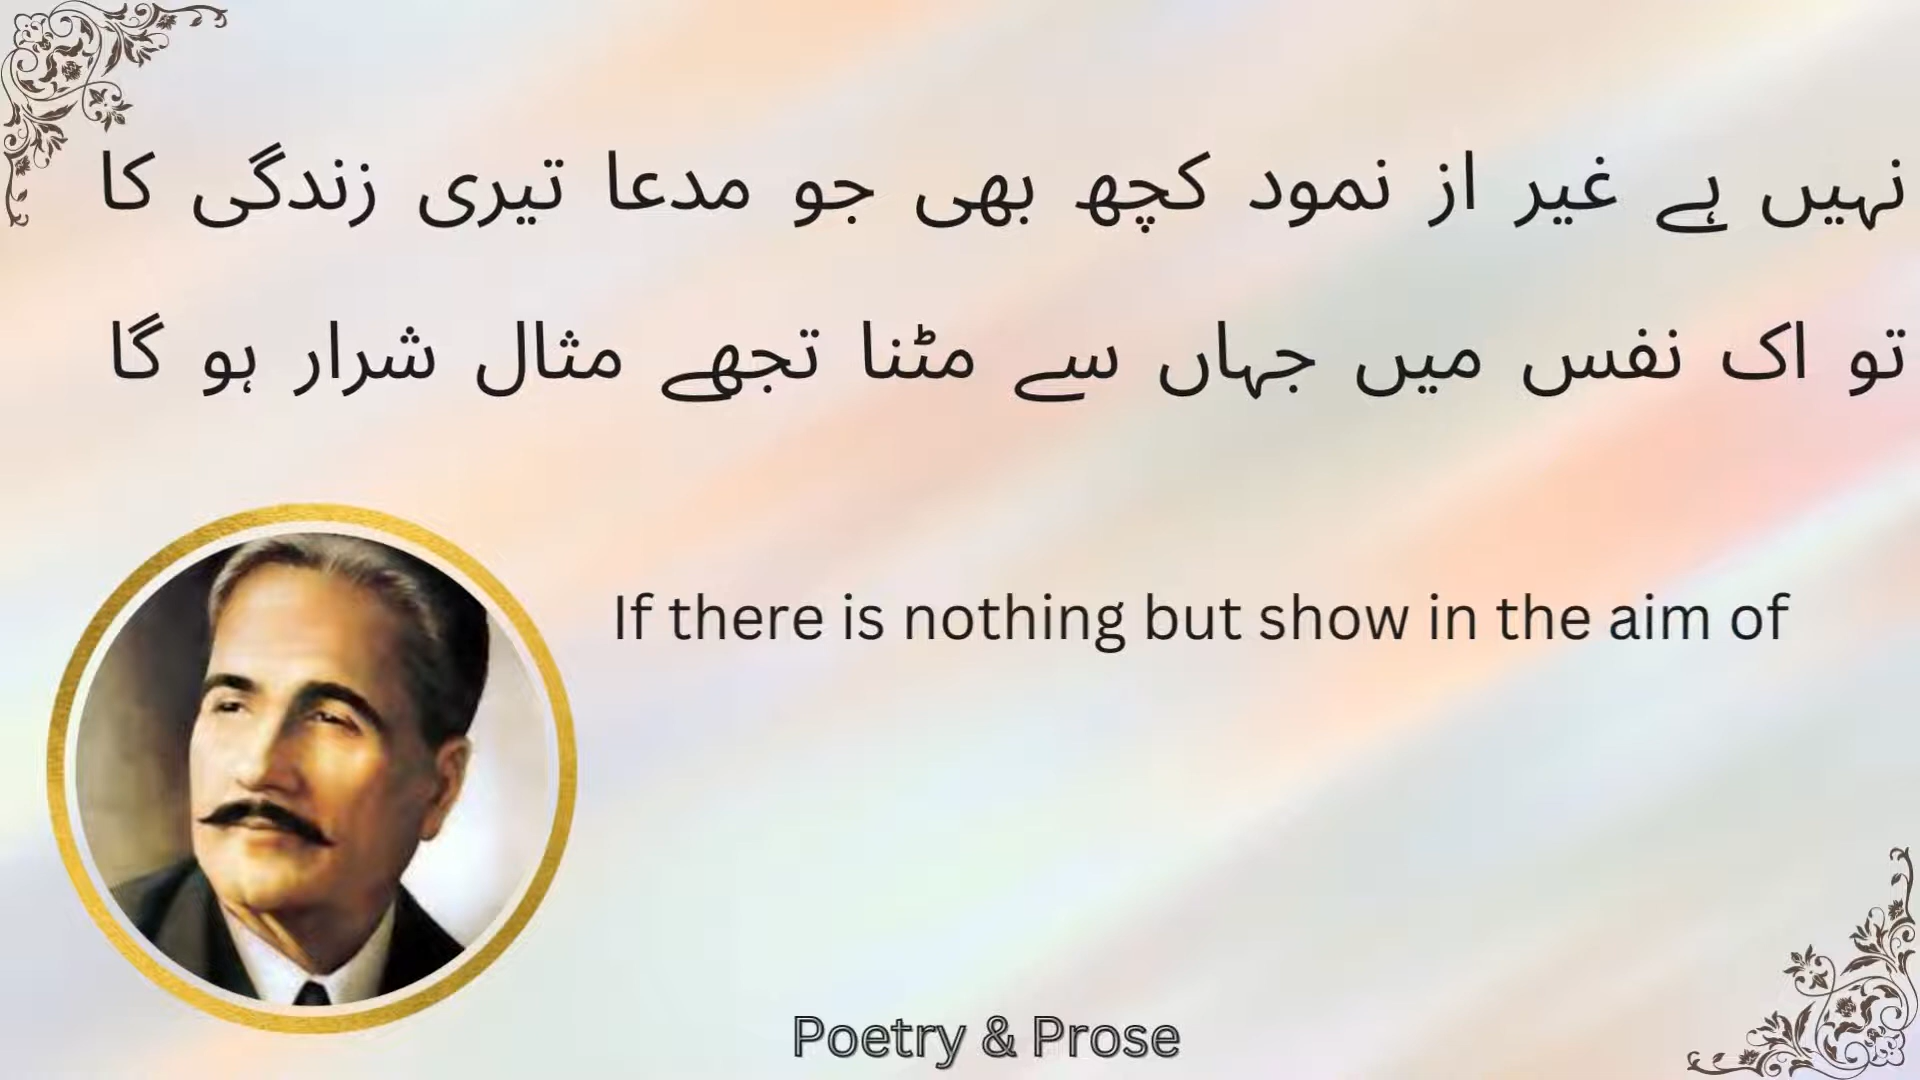 نہیں ہے غیر از نمود کچھ بھی جو مدعا تیری زندگی کا
تو اک نفس میں جہاں سے مٹنا تجھے مثال شرار ہو گا
If there is nothing but show in the aim of
Poetry & Prose